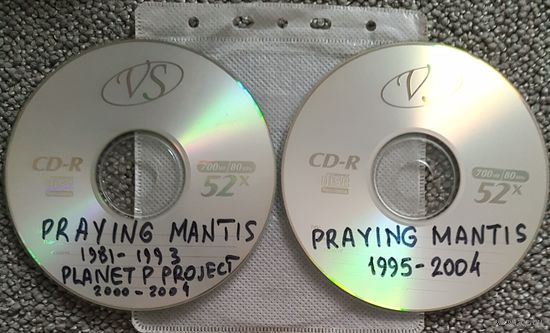 VS
CD-R
700MB/80MIN
52x
PRAYING MANTIS
1981-1993
PLANET P PROJECT
2000-2004
VS
CD-R
700MB/80MIN
52x
PRAYING MANTIS
1995-2004